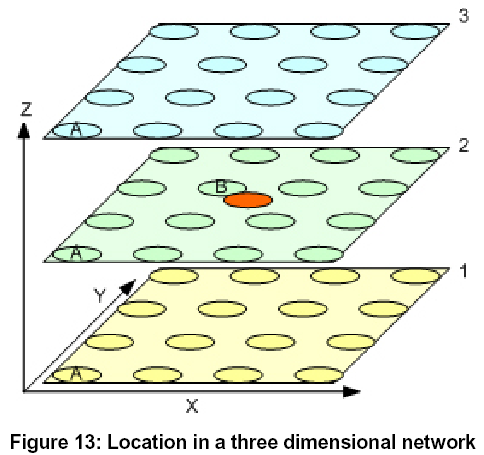 3
A
Z
2
B
A
1
Y
A
X
Figure 13: Location in a three dimensional network